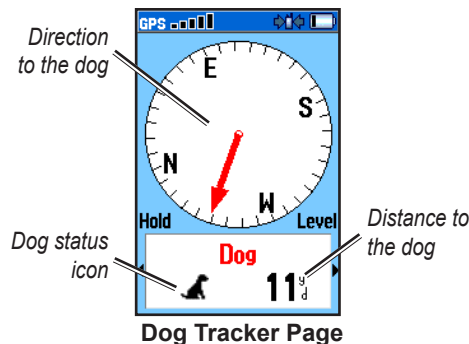 GPS
Direction
to the dog
E
S
N
W
Hold
Level
Dog status
icon
Dog
11 yd
Distance to
the dog
Dog Tracker Page